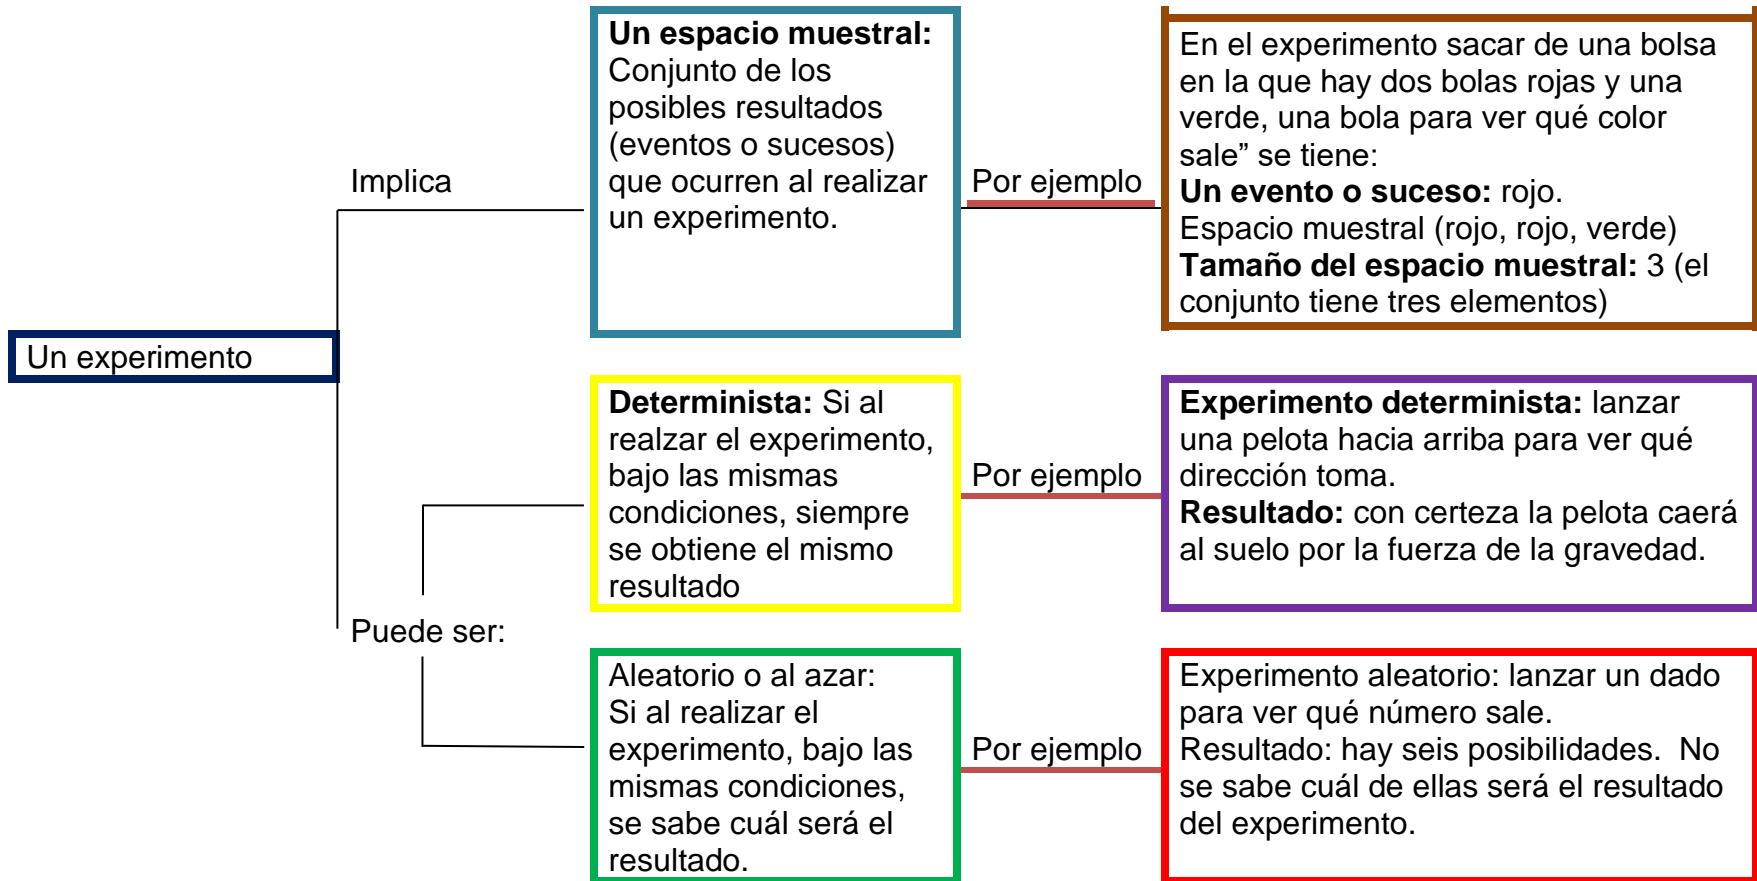 Un experimento
Implica
Un espacio muestral:
Conjunto de los
posibles resultados
(eventos o sucesos)
que ocurren al realizar
un experimento.
Por ejemplo
En el experimento sacar de una bolsa
en la que hay dos bolas rojas y una
verde, una bola para ver qué color
sale” se tiene:
Un evento o suceso: rojo.
Espacio muestral (rojo, rojo, verde)
Tamaño del espacio muestral: 3 (el
conjunto tiene tres elementos)
Puede ser:
Determinista: Si al
realzar el experimento,
bajo las mismas
condiciones, siempre
se obtiene el mismo
resultado
Por ejemplo
Experimento determinista: lanzar
una pelota hacia arriba para ver qué
dirección toma.
Resultado: con certeza la pelota caerá
al suelo por la fuerza de la gravedad.
Aleatorio o al azar:
Si al realizar el
experimento, bajo las
mismas condiciones,
se sabe cuál será el
resultado.
Por ejemplo
Experimento aleatorio: lanzar un dado
para ver qué número sale.
Resultado: hay seis posibilidades.  No
se sabe cuál de ellas será el resultado
del experimento.